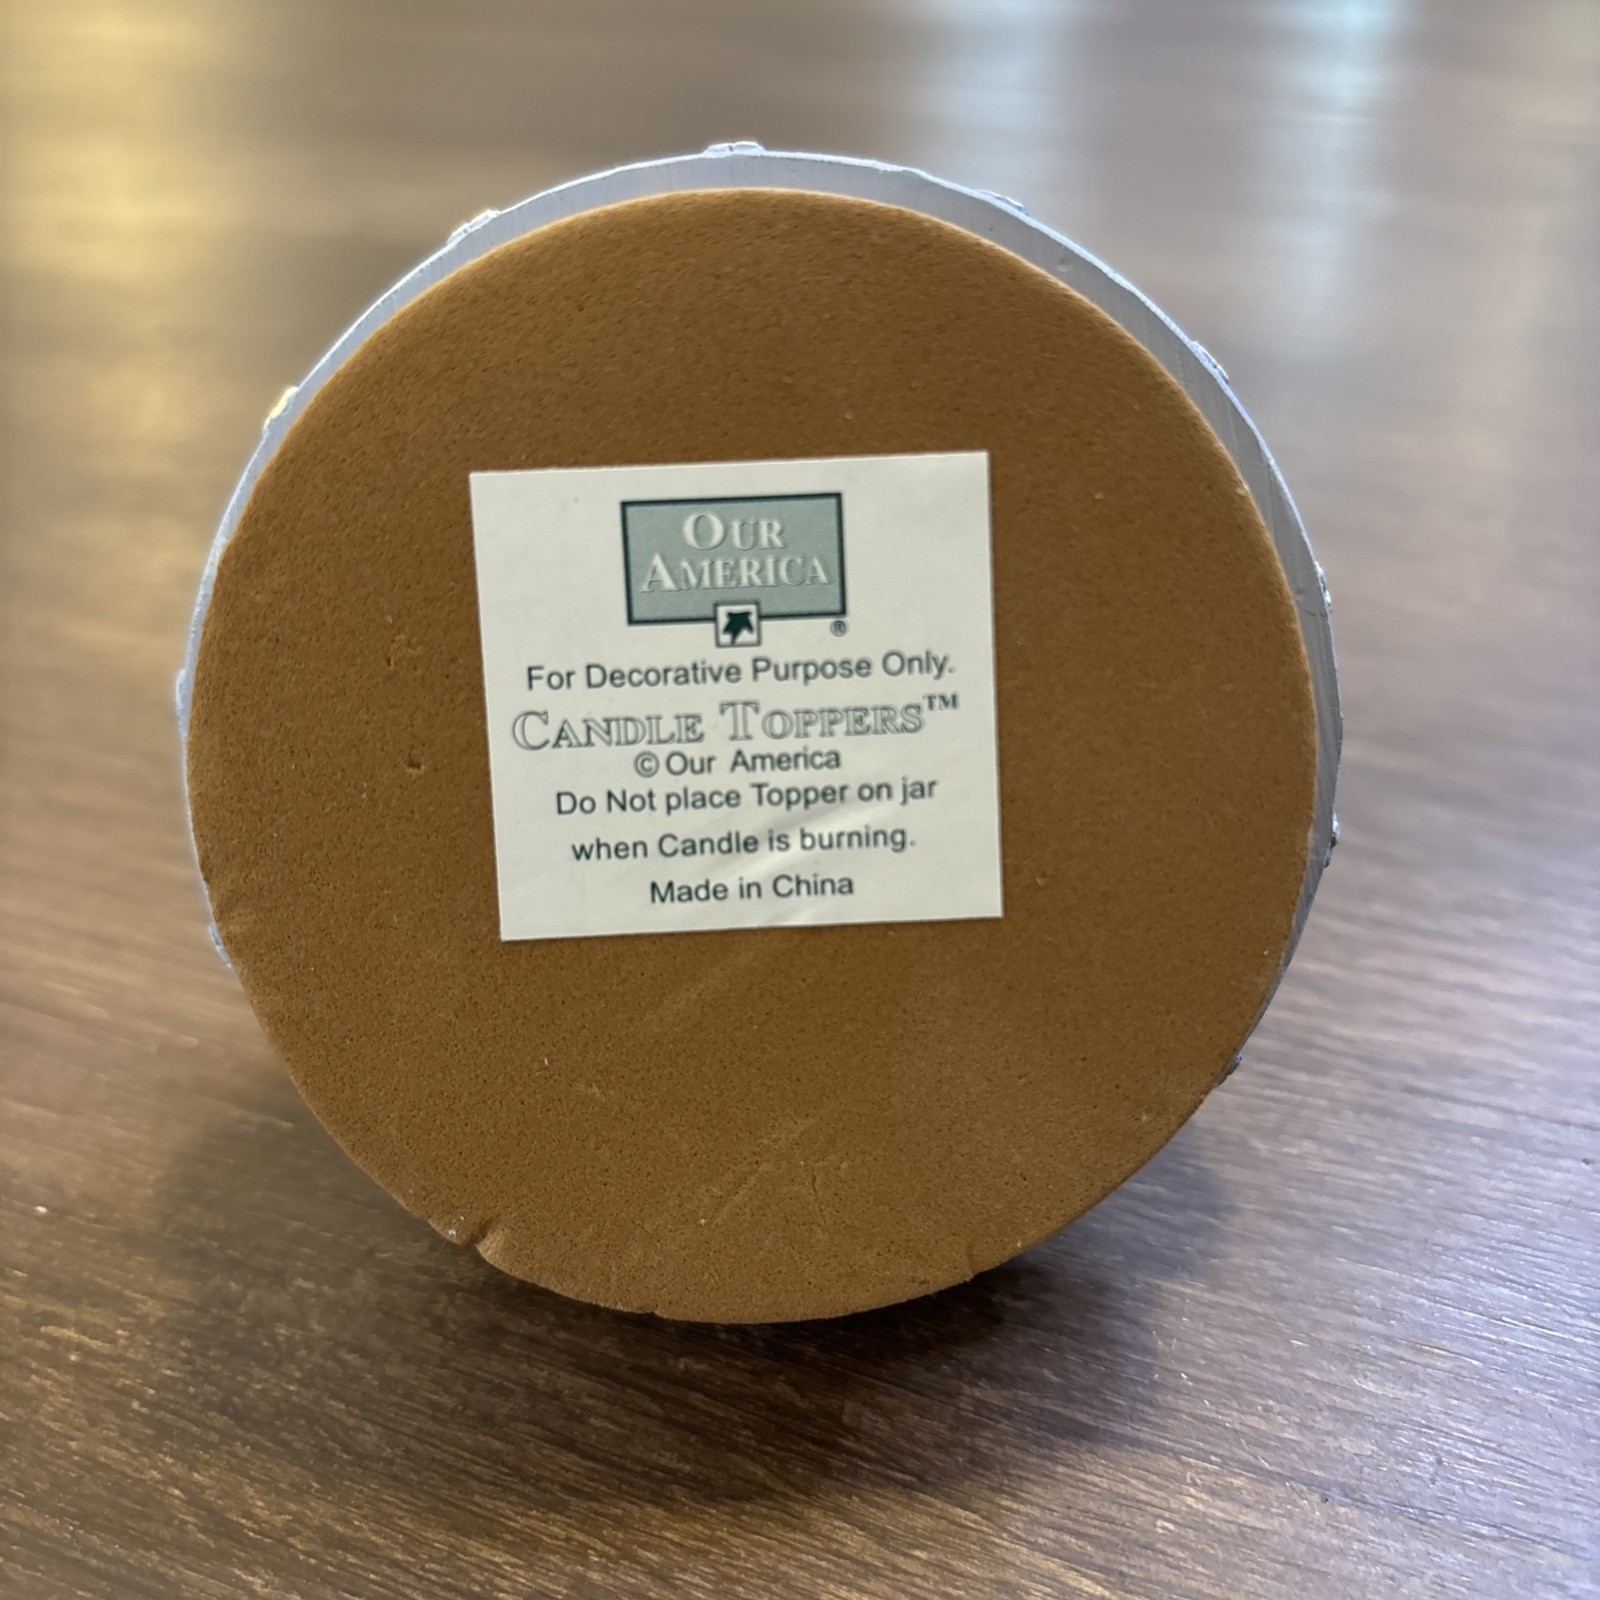 OUR
AMERICA
®
For Decorative Purpose Only.
CANDLE TOPPERS™
© Our America
Do Not place Topper on jar
when Candle is burning.
Made in China